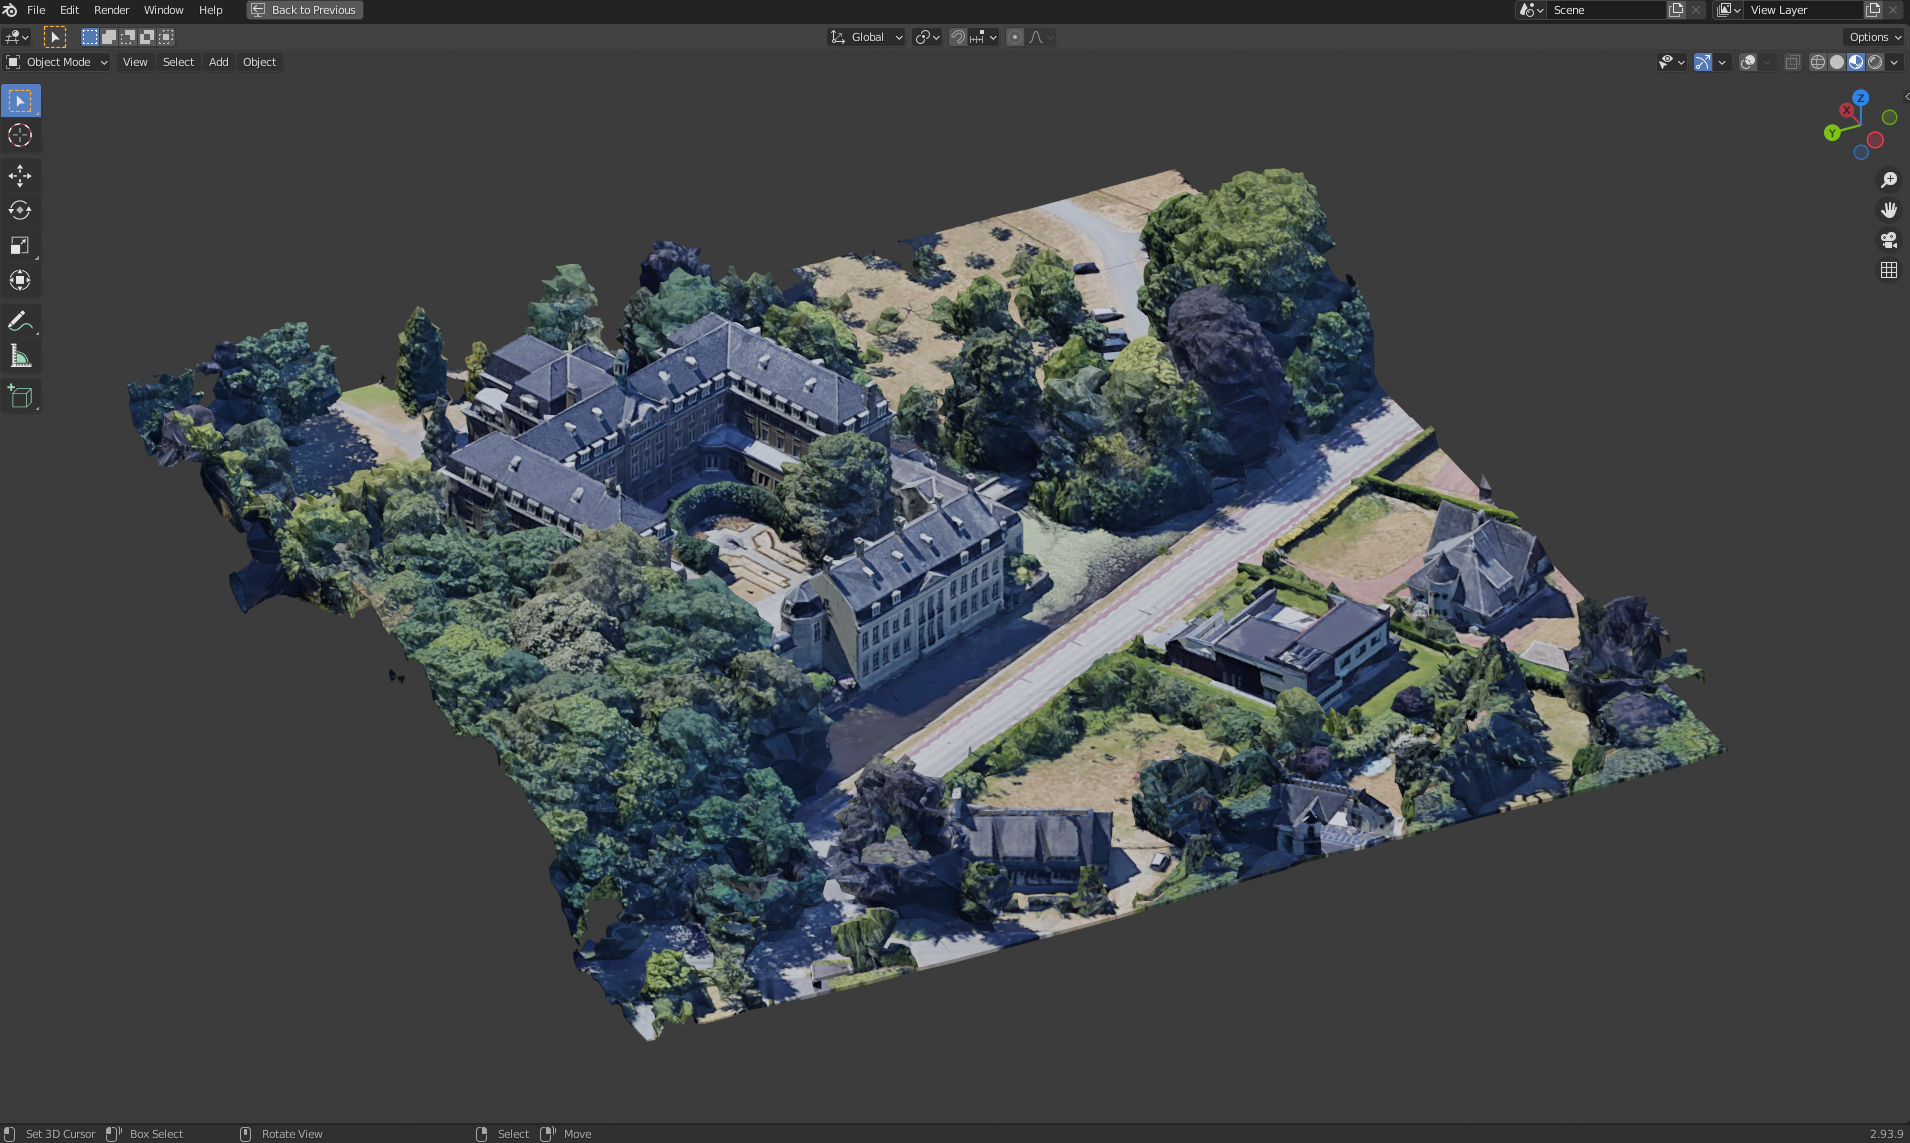 File Edit Render Window Help Back to Previous Scene View Layer
Global Options
Object Mode View Select Add Object
Z
X
Y
Set 3D Cursor Box Select Rotate View Select Move 2.93.9